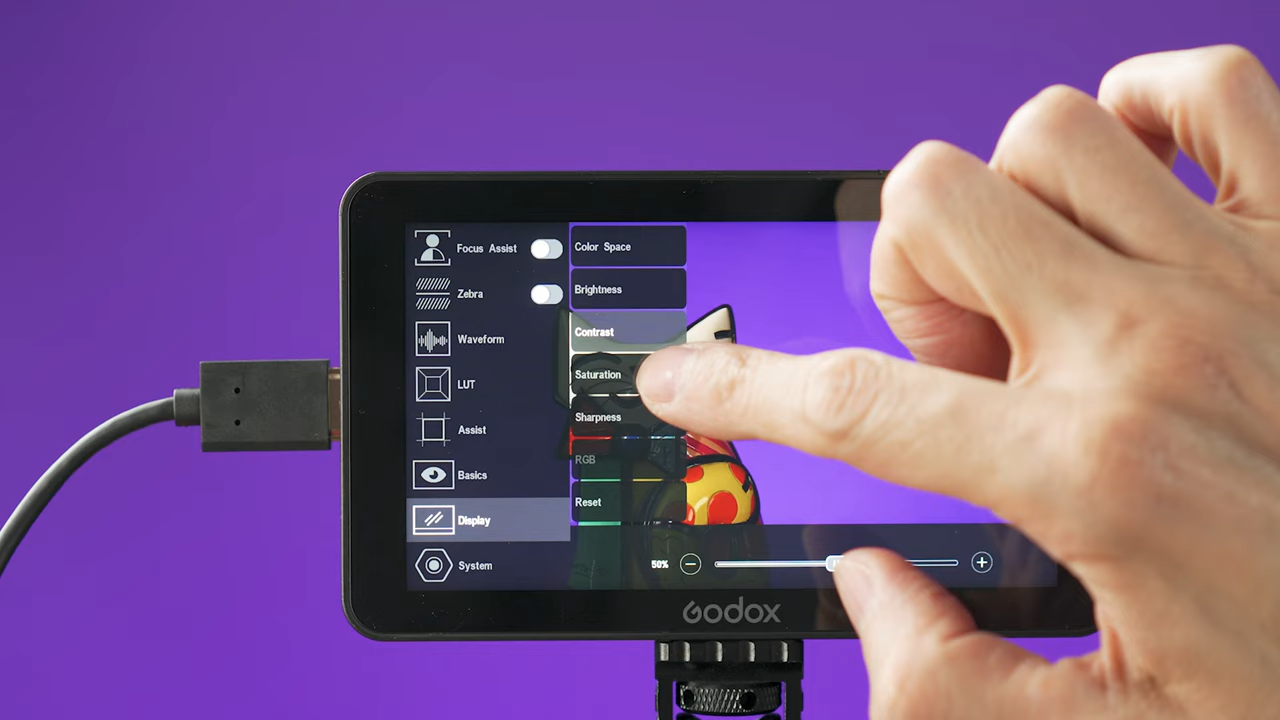 Focus Assist
Zebra
Waveform
LUT
Assist
Basics
Display
System
Color Space
Brightness
Contrast
Saturation
Sharpness
RGB
Reset
50%
Godox